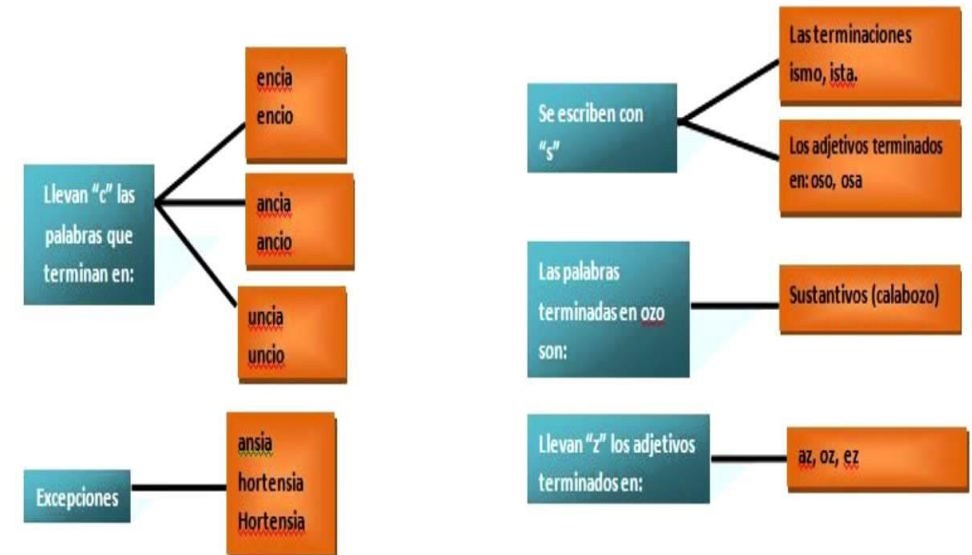 Llevan “c” las
palabras que
terminan en:
encia
encio
ancia
ancio
uncia
uncio
Excepciones
ansia
hortensia
Hortensia
Se escriben con
“s”
Las terminaciones
ismo, ista.
Los adjetivos terminados
en: oso, osa
Las palabras
terminadas en ozo
son:
Sustantivos (calabozo)
Llevan “z” los adjetivos
terminados en:
az, oz, ez